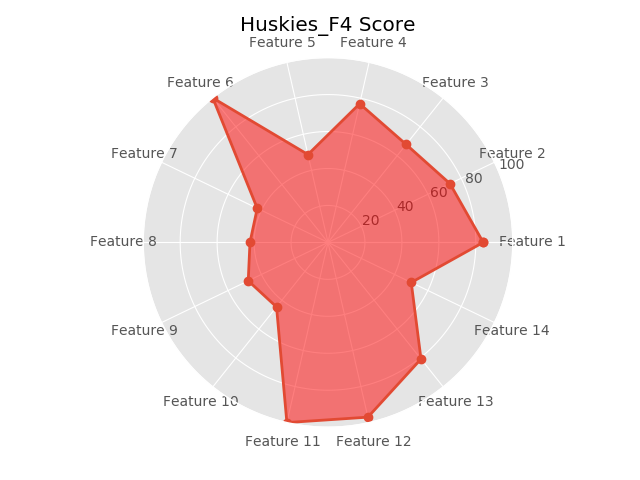 Huskies_F4 Score
Feature 5
Feature 4
Feature 6
Feature 3
Feature 7
Feature 2
100
80
60
40
20
Feature 8
Feature 1
Feature 9
Feature 14
Feature 10
Feature 13
Feature 11
Feature 12